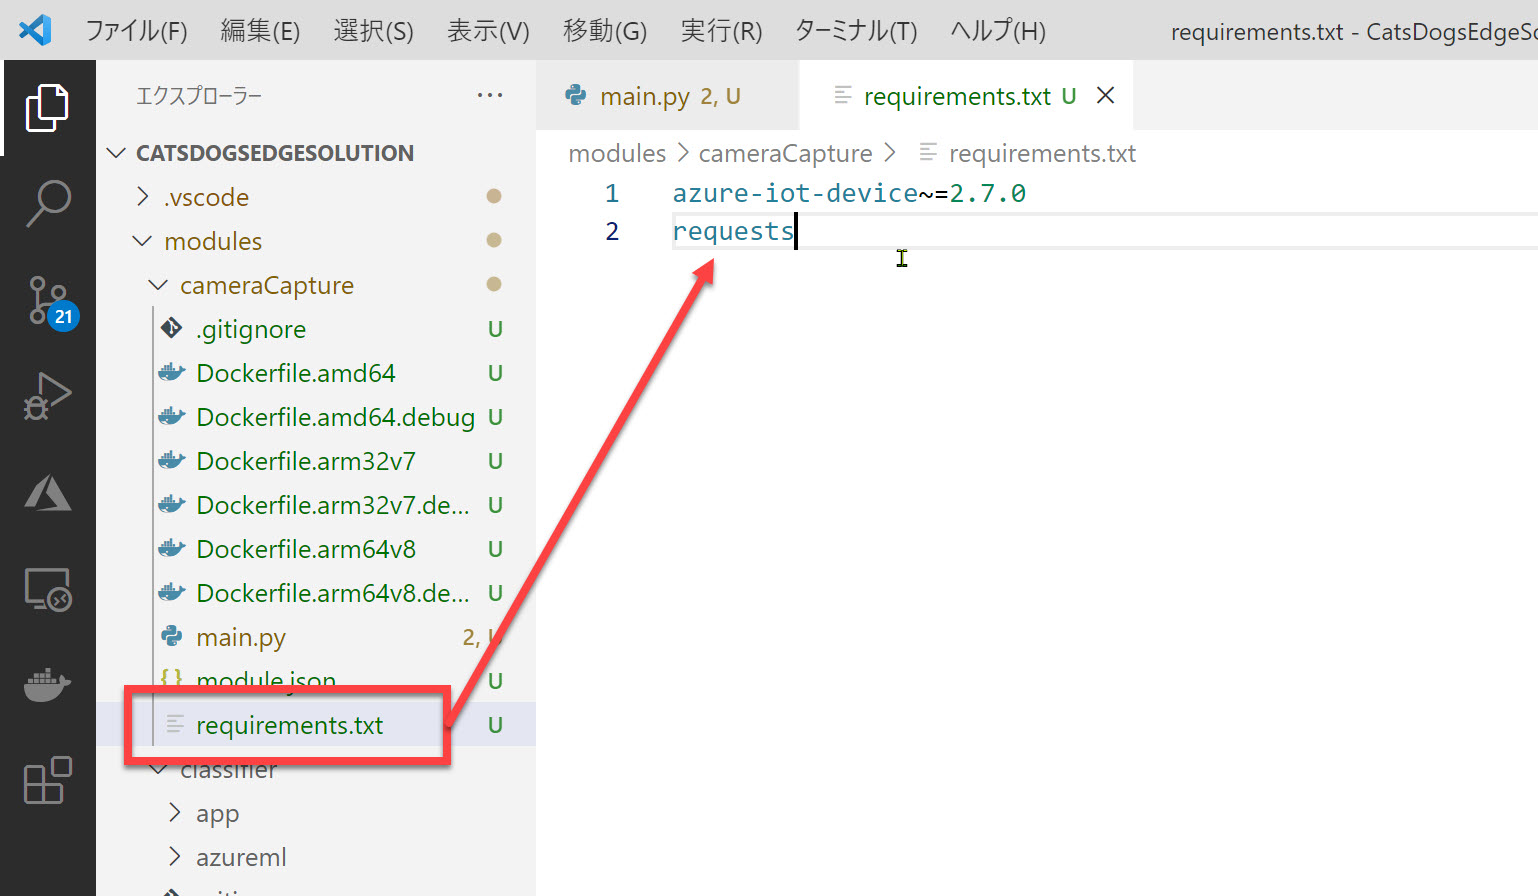 ファイル(F) 編集(E) 選択(S) 表示(V) 移動(G) 実行(R) ターミナル(T) ヘルプ(H) requirements.txt - CatsDogsEdgeSo
エクスプローラー ...
CATSDOGSEDGESOLUTION
.vscode
modules
cameraCapture
.gitignore U
Dockerfile.amd64 U
Dockerfile.amd64.debug U
Dockerfile.arm32v7 U
Dockerfile.arm32v7.de... U
Dockerfile.arm64v8 U
Dockerfile.arm64v8.de... U
main.py 2, U
module.json U
requirements.txt U
classifier
app
azureml
21
main.py 2, U
requirements.txt U
modules > cameraCapture > requirements.txt
1 azure-iot-device~=2.7.0
2 requests